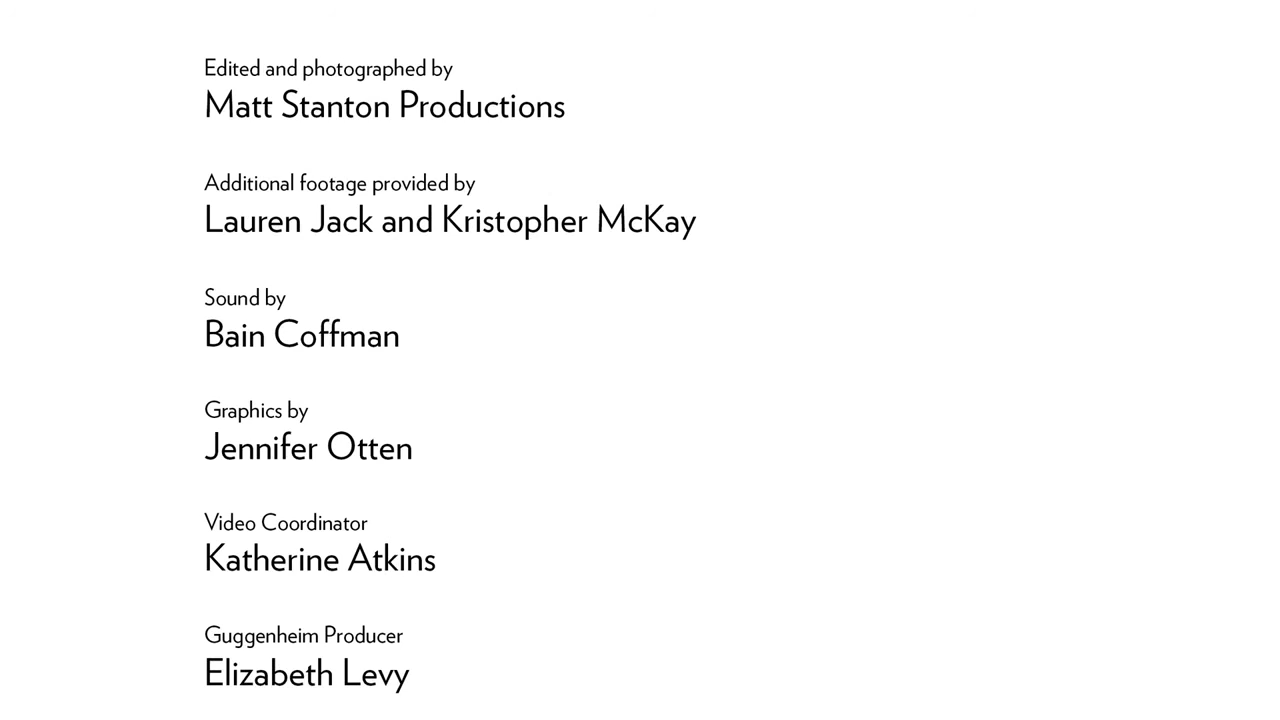 Edited and photographed by
Matt Stanton Productions
Additional footage provided by
Lauren Jack and Kristopher McKay
Sound by
Bain Coffman
Graphics by
Jennifer Otten
Video Coordinator
Katherine Atkins
Guggenheim Producer
Elizabeth Levy